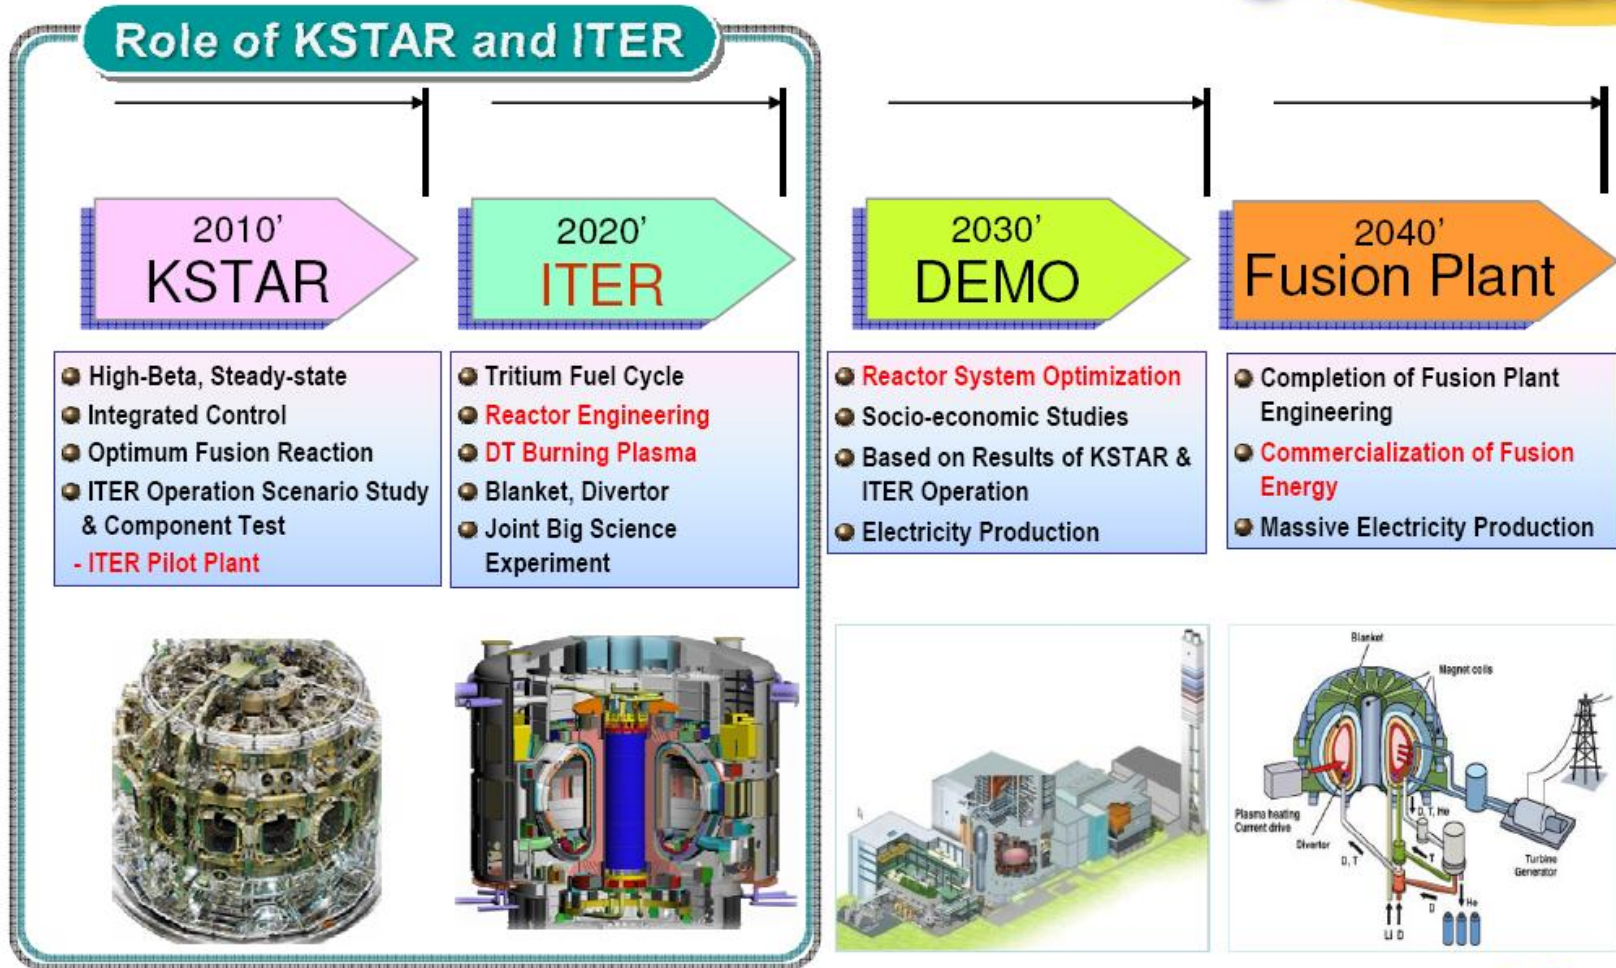 Role of KSTAR and ITER
2010'
KSTAR
2020'
ITER
2030'
DEMO
2040'
Fusion Plant
High-Beta, Steady-state
Integrated Control
Optimum Fusion Reaction
ITER Operation Scenario Study
& Component Test
- ITER Pilot Plant
Tritium Fuel Cycle
Reactor Engineering
DT Burning Plasma
Blanket, Divertor
Joint Big Science
Experiment
Reactor System Optimization
Socio-economic Studies
Based on Results of KSTAR &
ITER Operation
Electricity Production
Completion of Fusion Plant
Engineering
Commercialization of Fusion
Energy
Massive Electricity Production
Blanket
Magnet coils
Plasma heating
Current drive
Divertor
D, T, He
D, T
T
Turbine
Generator
D
He
Li D